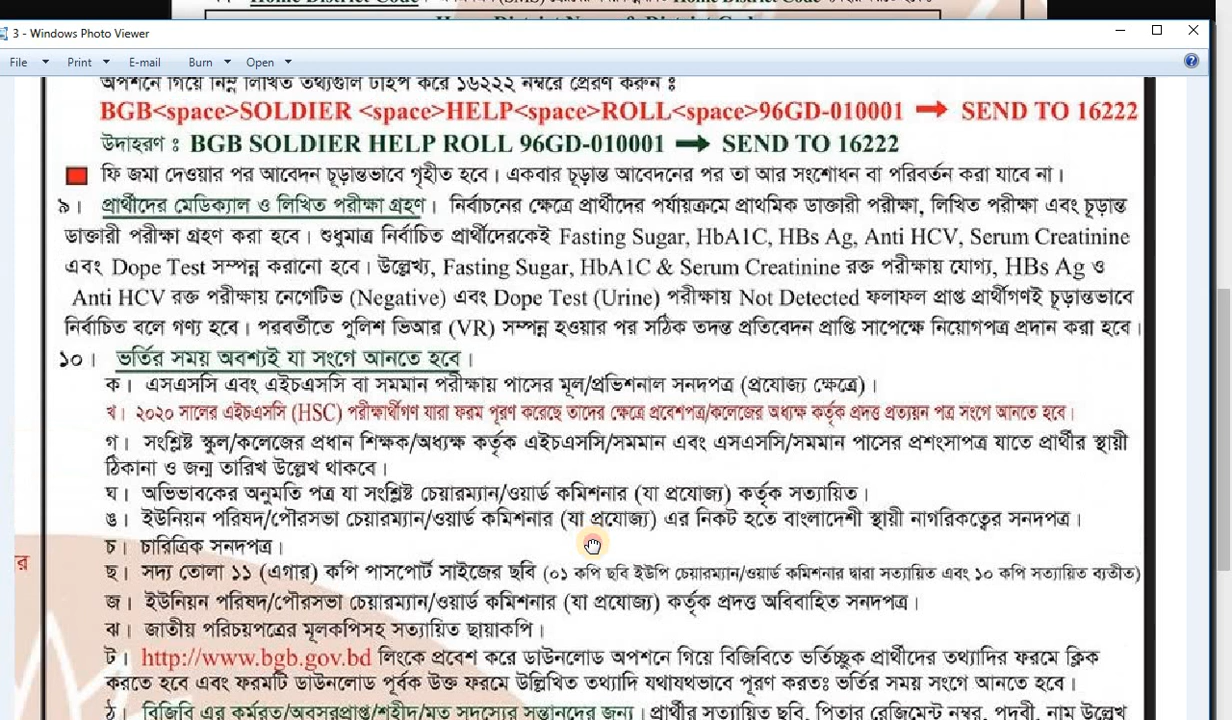 3 - Windows Photo Viewer
File Print E-mail Burn Open
অপশনে গিয়ে নিম্ন লিখিত তথ্যগুলি টাইপ করে ১৬২২২ নম্বরে প্রেরণ করুন ঃ
BGB<space>SOLDIER <space>HELP<space>ROLL<space>96GD-010001 ➞ SEND TO 16222
উদাহরণ ঃ BGB SOLDIER HELP ROLL 96GD-010001 ➞ SEND TO 16222
ফি জমা দেওয়ার পর আবেদন চূড়ান্তভাবে গৃহীত হবে। একবার চূড়ান্ত আবেদনের পর তা আর সংশোধন বা পরিবর্তন করা যাবে না।
৯। প্রার্থীদের মেডিক্যাল ও লিখিত পরীক্ষা গ্রহণ। নির্বাচনের ক্ষেত্রে প্রার্থীদের পর্যায়ক্রমে প্রাথমিক ডাক্তারী পরীক্ষা, লিখিত পরীক্ষা এবং চূড়ান্ত
ডাক্তারী পরীক্ষা গ্রহণ করা হবে। শুধুমাত্র নির্বাচিত প্রার্থীদেরকেই Fasting Sugar, HbA1C, HBs Ag, Anti HCV, Serum Creatinine
এবং Dope Test সম্পন্ন করানো হবে। উল্লেখ্য, Fasting Sugar, HbA1C & Serum Creatinine রক্ত পরীক্ষায় যোগ্য, HBs Ag ও
Anti HCV রক্ত পরীক্ষায় নেগেটিভ (Negative) এবং Dope Test (Urine) পরীক্ষায় Not Detected ফলাফল প্রাপ্ত প্রার্থীগণই চূড়ান্তভাবে
নির্বাচিত বলে গণ্য হবে। পরবর্তীতে পুলিশ ভিআর (VR) সম্পন্ন হওয়ার পর সঠিক তদন্ত প্রতিবেদন প্রাপ্তি সাপেক্ষে নিয়োগপত্র প্রদান করা হবে।
১০। ভর্তির সময় অবশ্যই যা সংগে আনতে হবে।
ক। এসএসসি এবং এইচএসসি বা সমমান পরীক্ষায় পাসের মূল/প্রভিশনাল সনদপত্র (প্রযোজ্য ক্ষেত্রে)।
খ। ২০২০ সালের এইচএসসি (HSC) পরীক্ষার্থীগণ যারা ফরম পূরণ করেছে তাদের ক্ষেত্রে প্রবেশপত্র/কলেজের অধ্যক্ষ কর্তৃক প্রদত্ত প্রত্যয়ন পত্র সংগে আনতে হবে।
গ। সংশ্লিষ্ট স্কুল/কলেজের প্রধান শিক্ষক/অধ্যক্ষ কর্তৃক এইচএসসি/সমমান এবং এসএসসি/সমমান পাসের প্রশংসাপত্র যাতে প্রার্থীর স্থায়ী
ঠিকানা ও জন্ম তারিখ উল্লেখ থাকবে।
ঘ। অভিভাবকের অনুমতি পত্র যা সংশ্লিষ্ট চেয়ারম্যান/ওয়ার্ড কমিশনার (যা প্রযোজ্য) কর্তৃক সত্যায়িত।
ঙ। ইউনিয়ন পরিষদ/পৌরসভা চেয়ারম্যান/ওয়ার্ড কমিশনার (যা প্রযোজ্য) এর নিকট হতে বাংলাদেশী স্থায়ী নাগরিকত্বের সনদপত্র।
চ। চারিত্রিক সনদপত্র।
ছ। সদ্য তোলা ১১ (এগার) কপি পাসপোর্ট সাইজের ছবি (০১ কপি ছবি ইউপি চেয়ারম্যান/ওয়ার্ড কমিশনার দ্বারা সত্যায়িত এবং ১০ কপি সত্যায়িত ব্যতীত)
জ। ইউনিয়ন পরিষদ/পৌরসভা চেয়ারম্যান/ওয়ার্ড কমিশনার (যা প্রযোজ্য) কর্তৃক প্রদত্ত অবিবাহিত সনদপত্র।
ঝ। জাতীয় পরিচয়পত্রের মূলকপিসহ সত্যায়িত ছায়াকপি।
ট। http://www.bgb.gov.bd লিংকে প্রবেশ করে ডাউনলোড অপশনে গিয়ে বিজিবিতে ভর্তিচ্ছুক প্রার্থীদের তথ্যাদির ফরমে ক্লিক
করতে হবে এবং ফরমটি ডাউনলোড পূর্বক উক্ত ফরমে উল্লিখিত তথ্যাদি যথাযথভাবে পূরণ করতঃ ভর্তির সময় সংগে আনতে হবে।
ঠ। বিজিবি এর কর্মরত/অবসরপ্রাপ্ত/শহীদ/মৃত সদস্যের সন্তানদের জন্য। প্রার্থীর সত্যায়িত ছবি, পিতার রেজিমেন্ট নম্বর, পদবী, নাম উল্লেখ